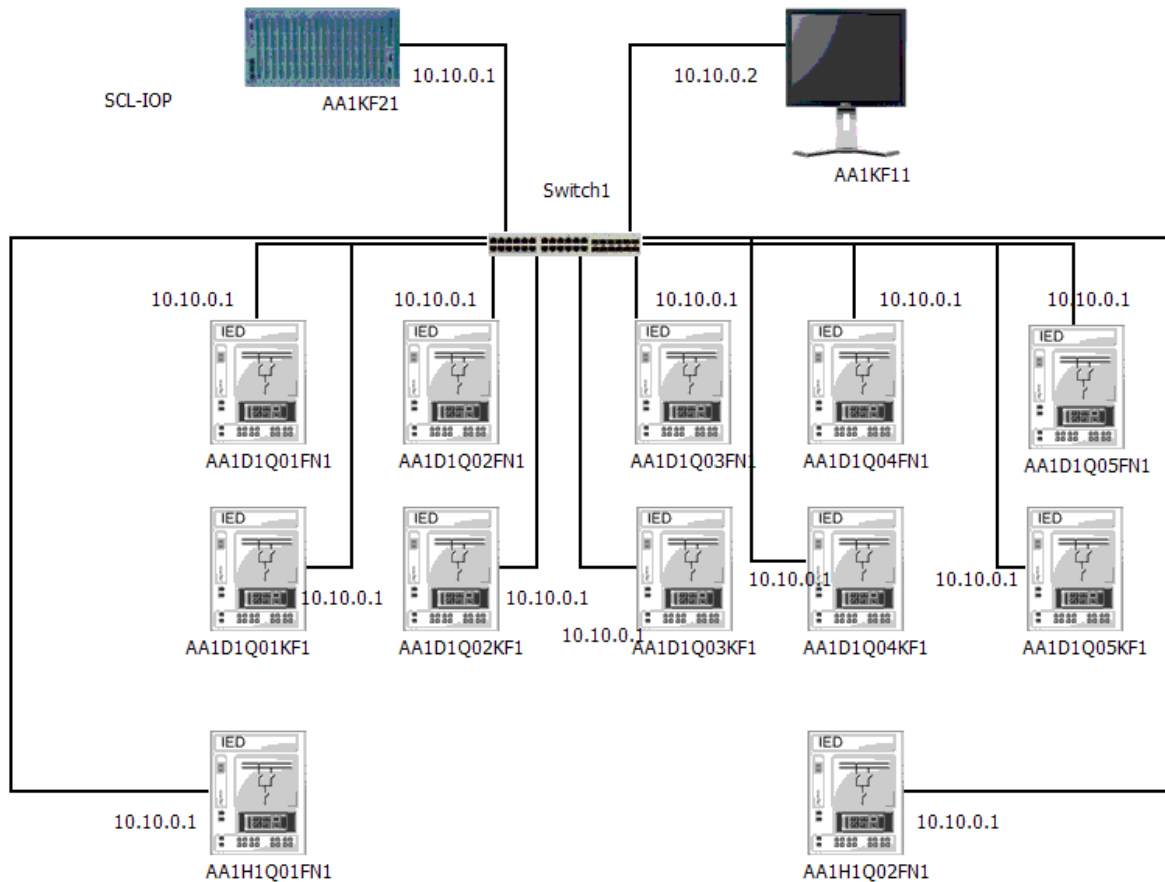 10.10.0.1
10.10.0.2
SCL-IOP
AA1KF21
AA1KF11
Switch1
10.10.0.1
10.10.0.1
10.10.0.1
10.10.0.1
10.10.0.1
IED
IED
IED
IED
IED
AA1D1Q01FN1
AA1D1Q02FN1
AA1D1Q03FN1
AA1D1Q04FN1
AA1D1Q05FN1
IED
IED
IED
IED
IED
10.10.0.1
10.10.0.1
10.10.0.1
10.10.0.1
10.10.0.1
AA1D1Q01KF1
AA1D1Q02KF1
AA1D1Q03KF1
AA1D1Q04KF1
AA1D1Q05KF1
IED
IED
10.10.0.1
10.10.0.1
AA1H1Q01FN1
AA1H1Q02FN1